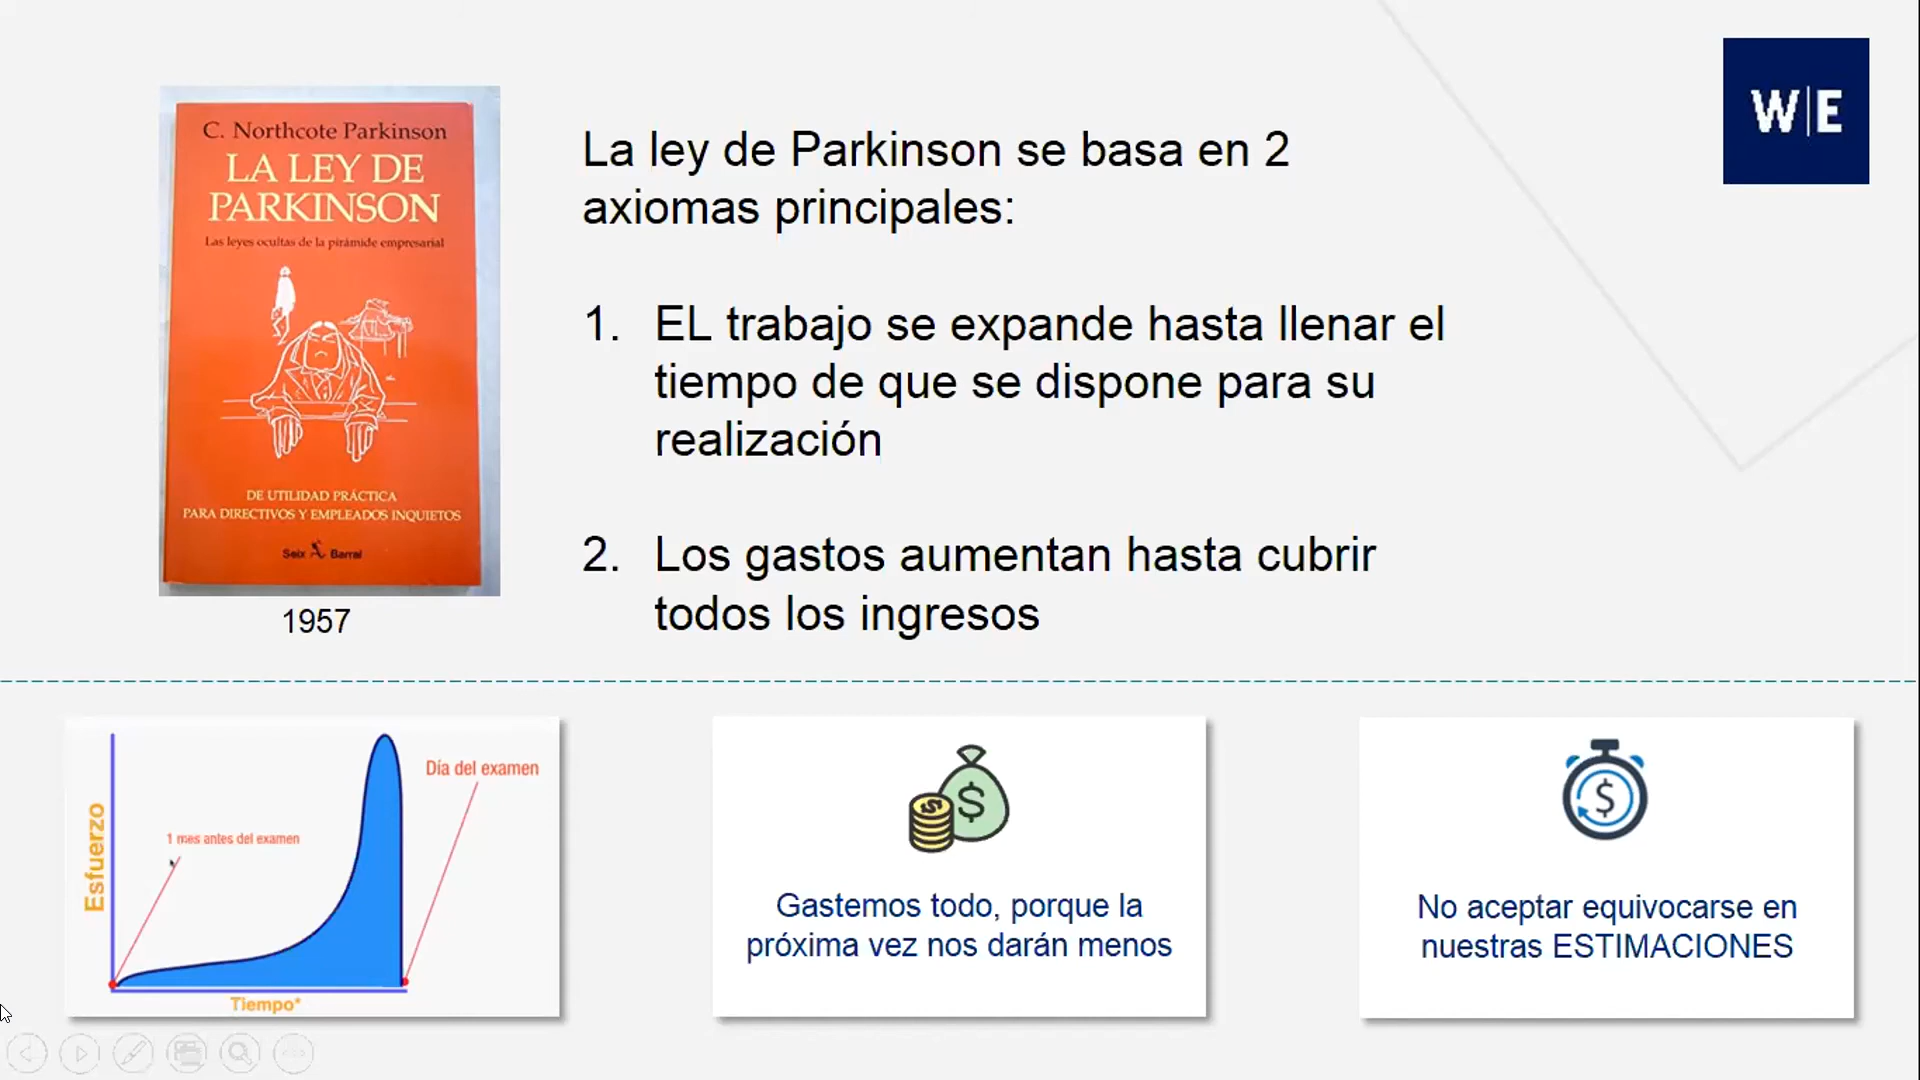 W|E
C. Northcote Parkinson
LA LEY DE
PARKINSON
Las leyes ocultas de la pirámide empresarial
DE UTILIDAD PRÁCTICA
PARA DIRECTIVOS Y EMPLEADOS INQUIETOS
Seix Barral
1957
La ley de Parkinson se basa en 2
axiomas principales:
1. EL trabajo se expande hasta llenar el
tiempo de que se dispone para su
realización
2. Los gastos aumentan hasta cubrir
todos los ingresos
Esfuerzo
1 mes antes del examen
Día del examen
Tiempo*
$
$
Gastemos todo, porque la
próxima vez nos darán menos
$
No aceptar equivocarse en
nuestras ESTIMACIONES